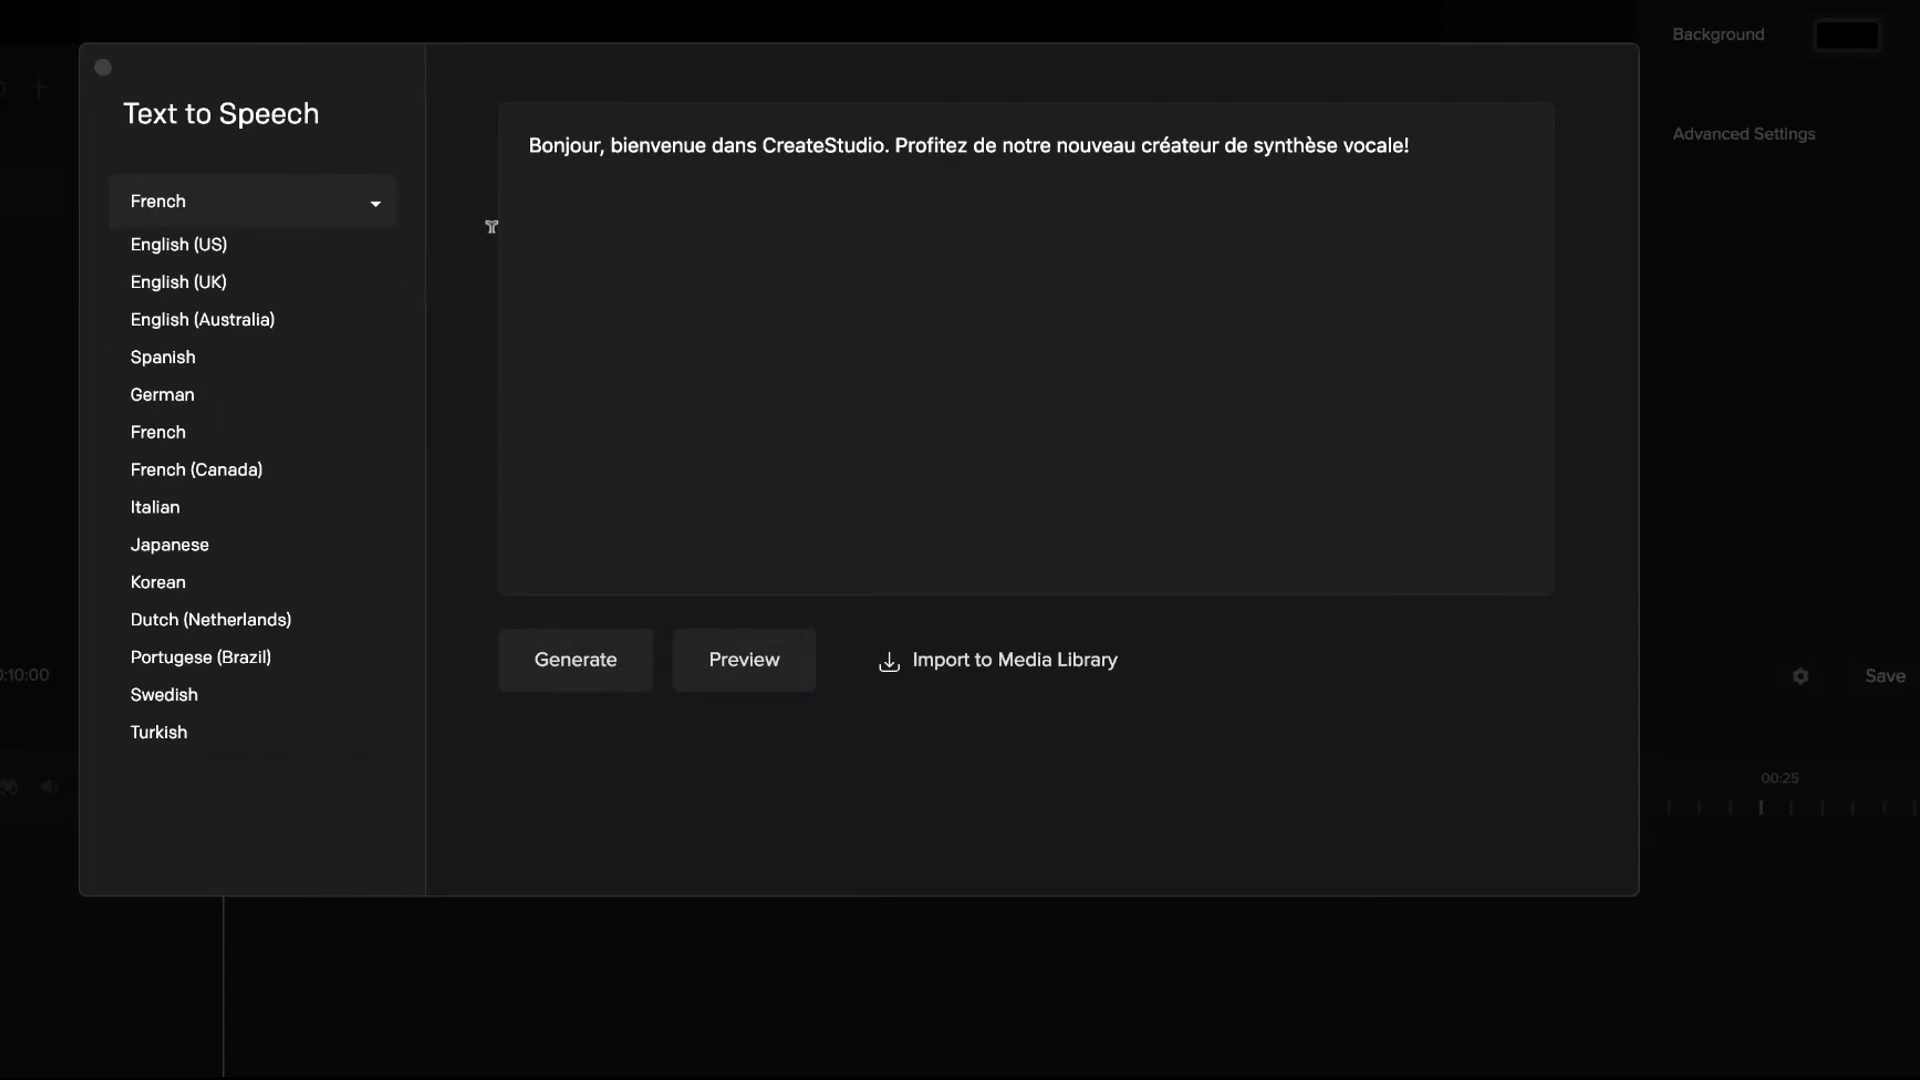 Background
Text to Speech
Bonjour, bienvenue dans CreateStudio. Profitez de notre nouveau créateur de synthèse vocale!
Advanced Settings
French
English (US)
English (UK)
English (Australia)
Spanish
German
French
French (Canada)
Italian
Japanese
Korean
Dutch (Netherlands)
Portugese (Brazil)
Swedish
Turkish
Generate
Preview
Import to Media Library
:10:00
Save
00:25